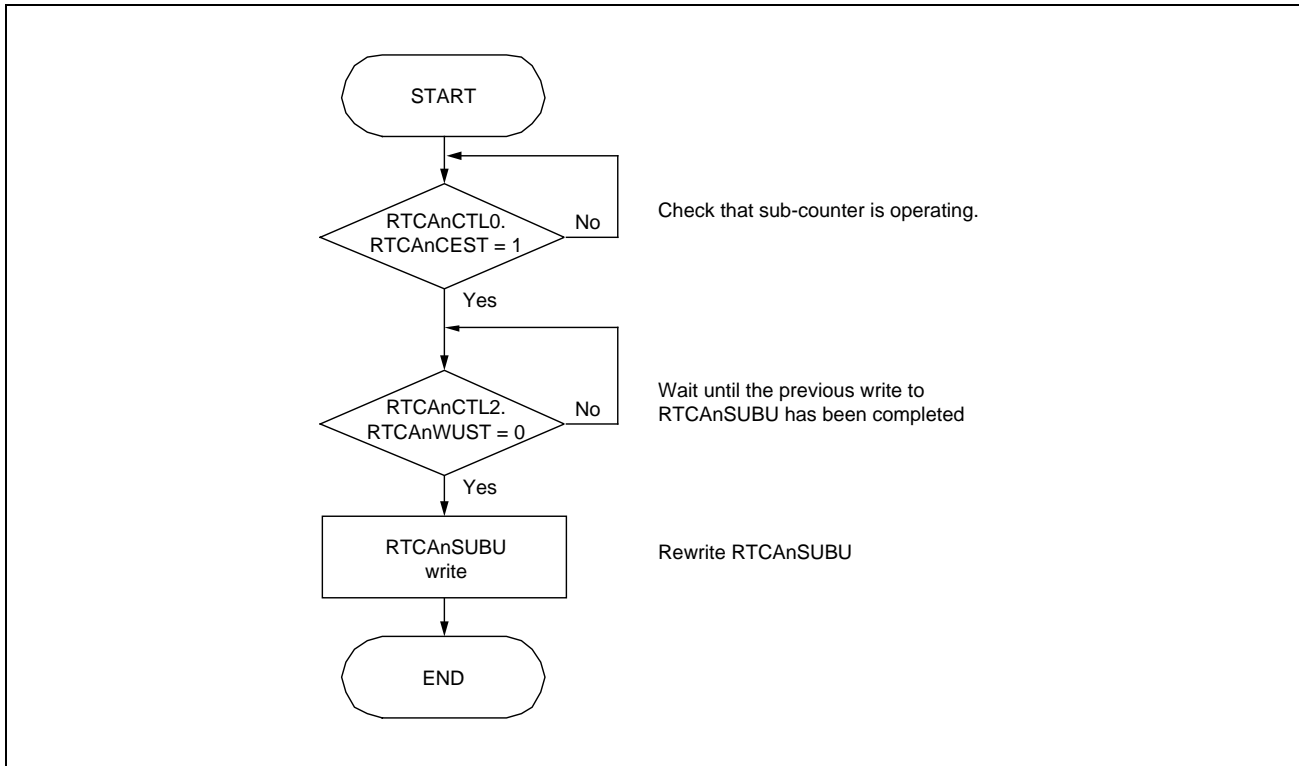 START
RTCAnCTL0.
RTCAnCEST = 1
No
Check that sub-counter is operating.
Yes
RTCAnCTL2.
RTCAnWUST = 0
No
Wait until the previous write to
RTCAnSUBU has been completed
Yes
RTCAnSUBU
write
Rewrite RTCAnSUBU
END